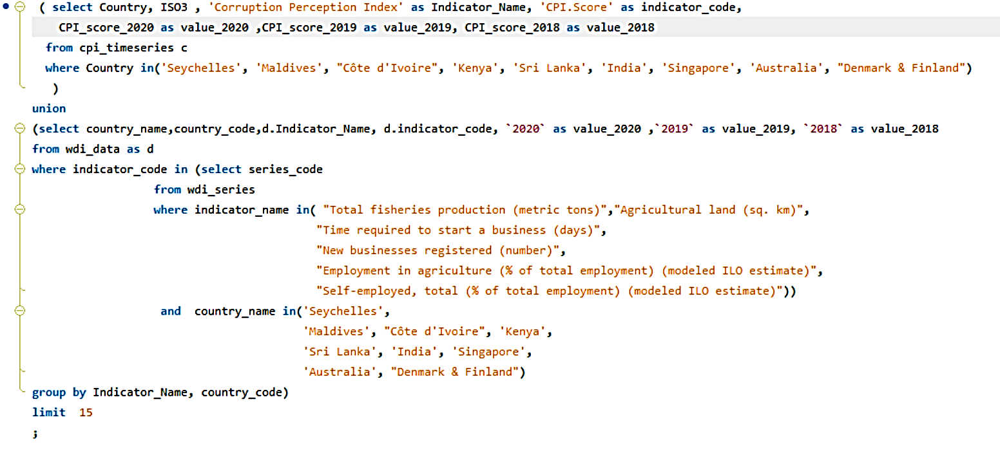 ( select Country, ISO3 , 'Corruption Perception Index' as Indicator_Name, 'CPI.Score' as indicator_code,
CPI_score_2020 as value_2020 ,CPI_score_2019 as value_2019, CPI_score_2018 as value_2018
from cpi_timeseries c
where Country in('Seychelles', 'Maldives', "Côte d'Ivoire", 'Kenya', 'Sri Lanka', 'India', 'Singapore', 'Australia', "Denmark & Finland")
)
union
(select country_name,country_code,d.Indicator_Name, d.indicator_code, `2020` as value_2020 ,`2019` as value_2019, `2018` as value_2018
from wdi_data as d
where indicator_code in (select series_code
from wdi_series
where indicator_name in( "Total fisheries production (metric tons)","Agricultural land (sq. km)",
"Time required to start a business (days)",
"New businesses registered (number)",
"Employment in agriculture (% of total employment) (modeled ILO estimate)",
"Self-employed, total (% of total employment) (modeled ILO estimate)"))
and  country_name in('Seychelles',
'Maldives', "Côte d'Ivoire", 'Kenya',
'Sri Lanka', 'India', 'Singapore',
'Australia', "Denmark & Finland")
group by Indicator_Name, country_code)
limit  15
;